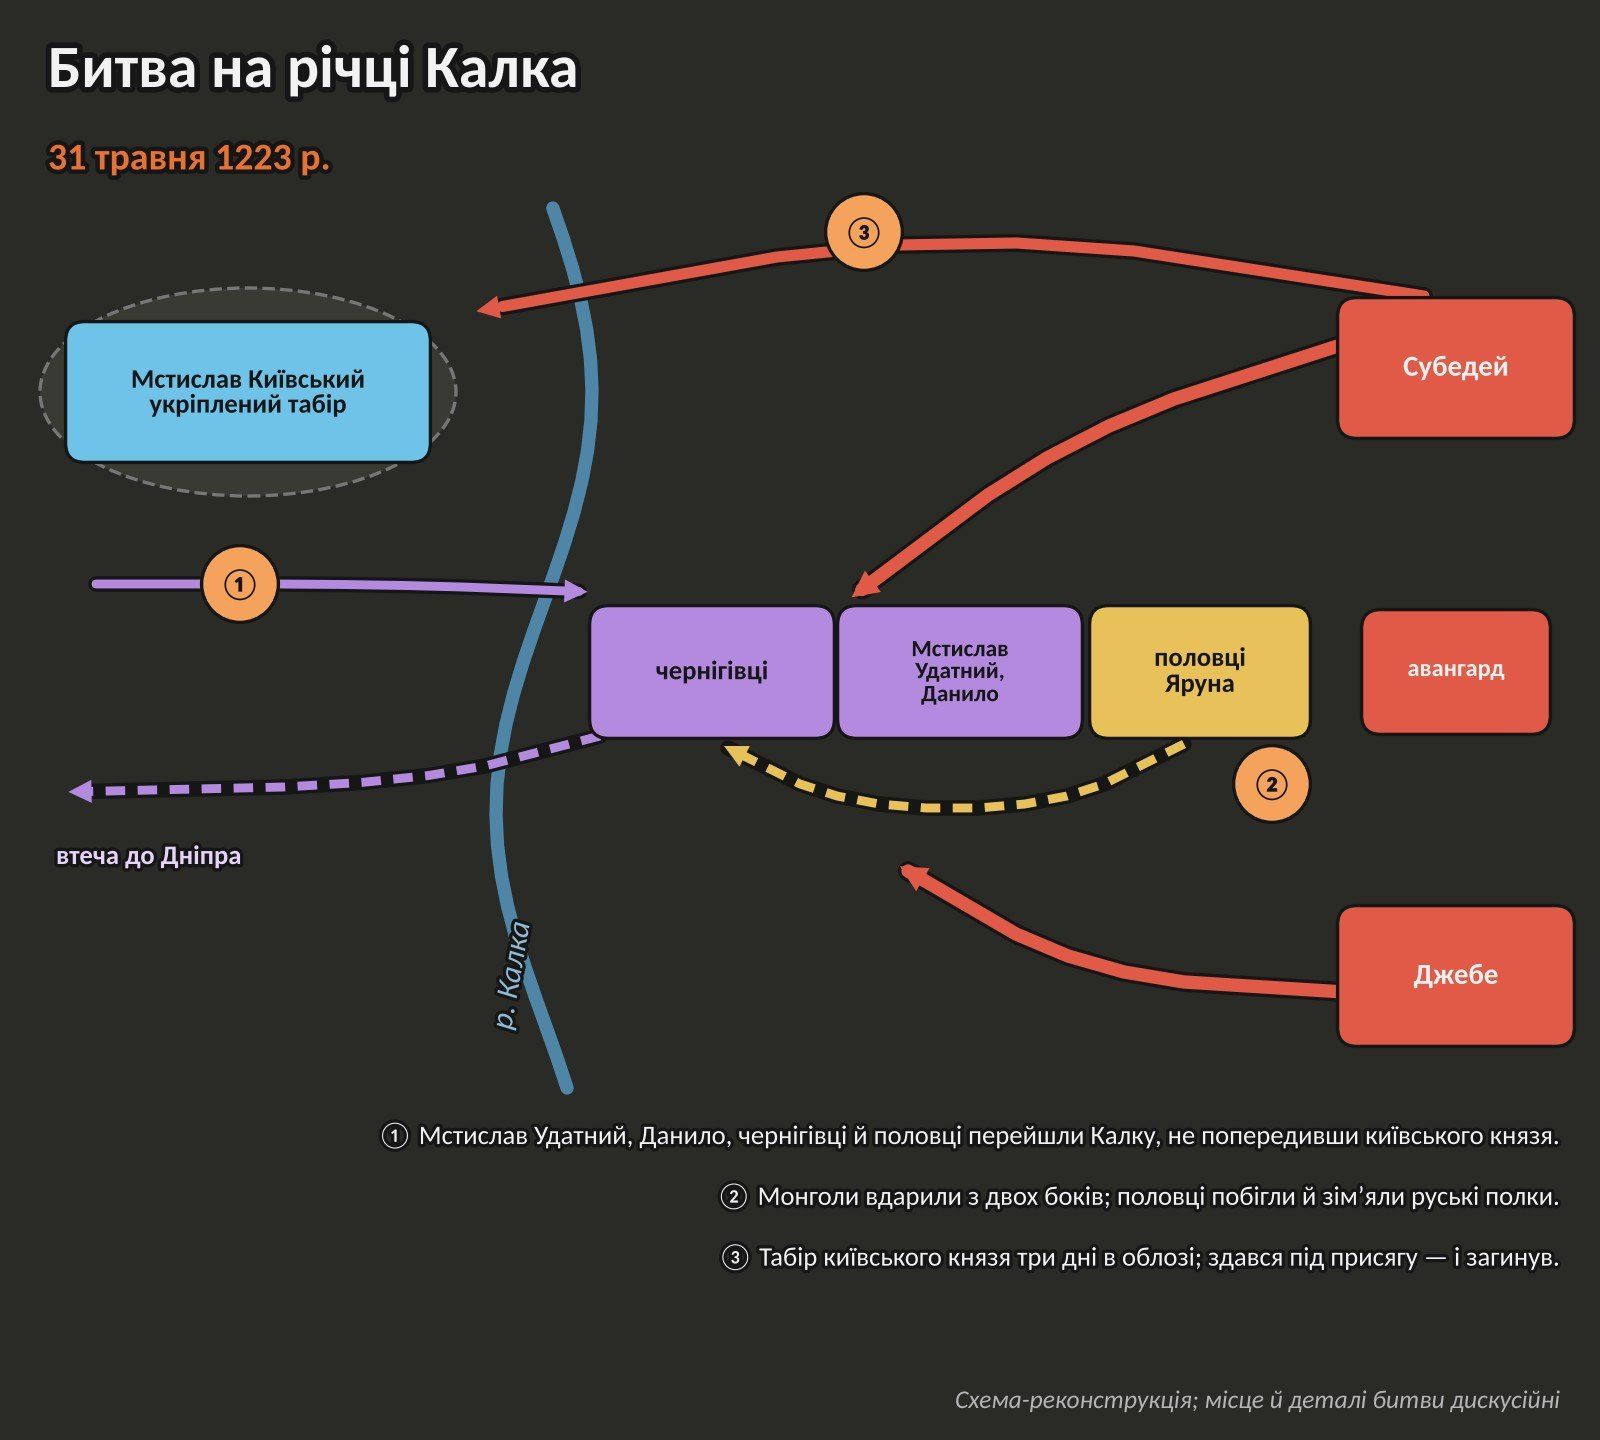 Битва на річці Калка
31 травня 1223 р.
③
Субедей
Мстислав Київський
укріплений табір
①
чернігівці
Мстислав
Удатний,
Данило
половці
Яруна
авангард
②
втеча до Дніпра
р. Калка
Джебе
① Мстислав Удатний, Данило, чернігівці й половці перейшли Калку, не попередивши київського князя.
② Монголи вдарили з двох боків; половці побігли й зім’яли руські полки.
③ Табір київського князя три дні в облозі; здався під присягу — і загинув.
Схема-реконструкція; місце й деталі битви дискусійні